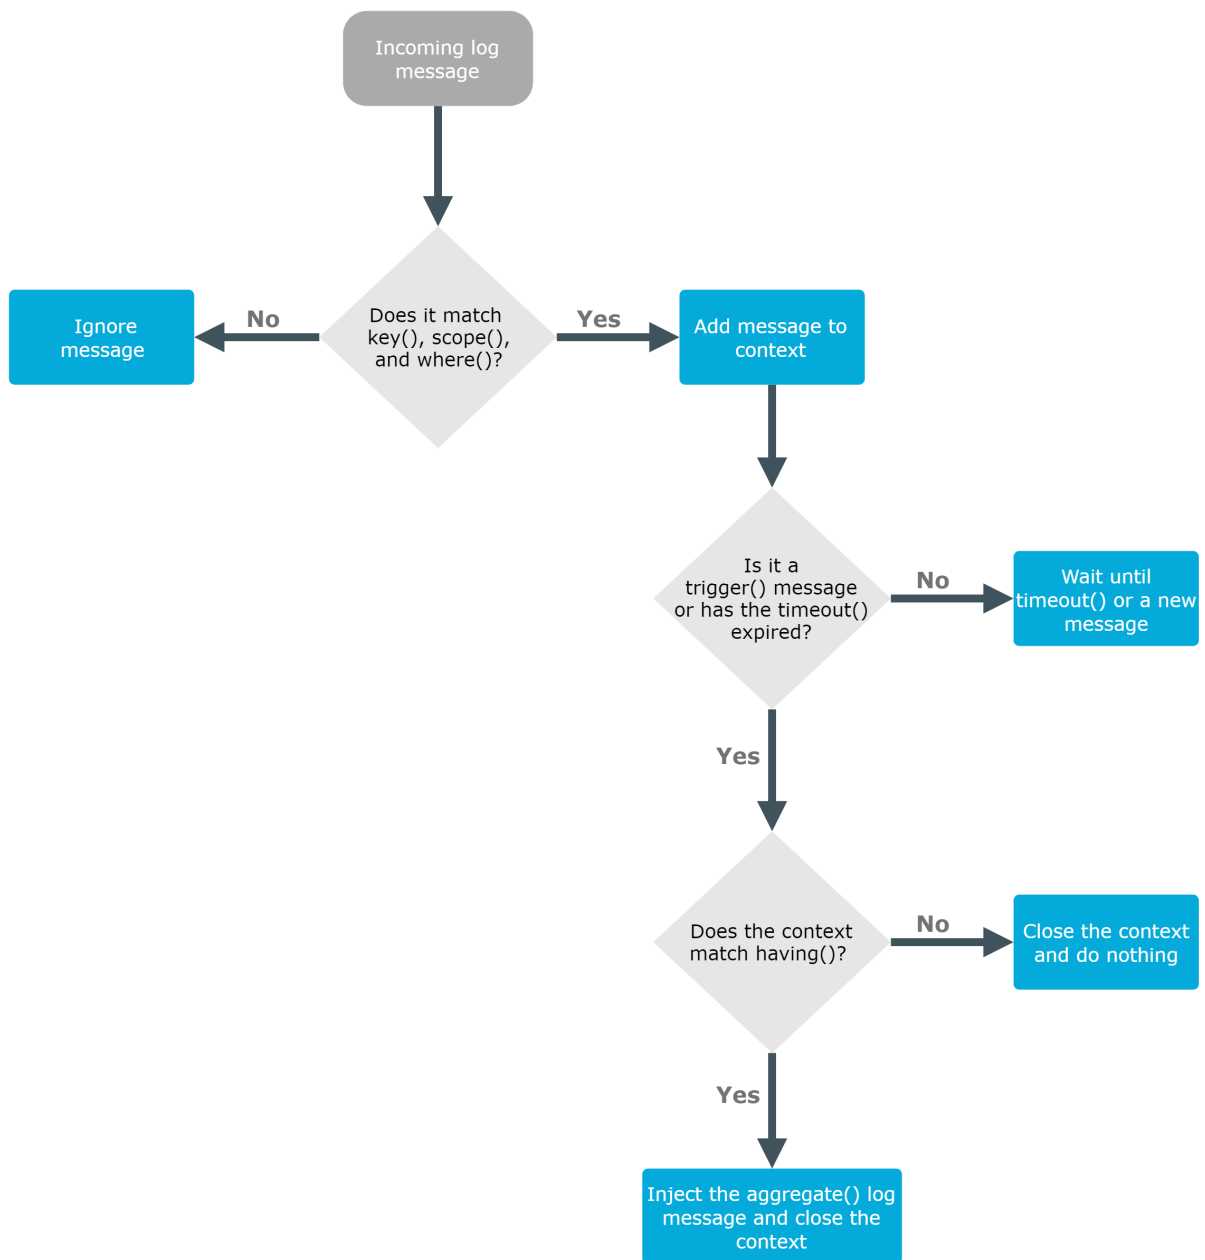 Incoming log
message
No
Yes
Ignore
message
Does it match
key(), scope(),
and where()?
Add message to
context
Is it a
trigger() message
or has the timeout()
expired?
No
Wait until
timeout() or a new
message
Yes
Does the context
match having()?
No
Close the context
and do nothing
Yes
Inject the aggregate() log
message and close the
context